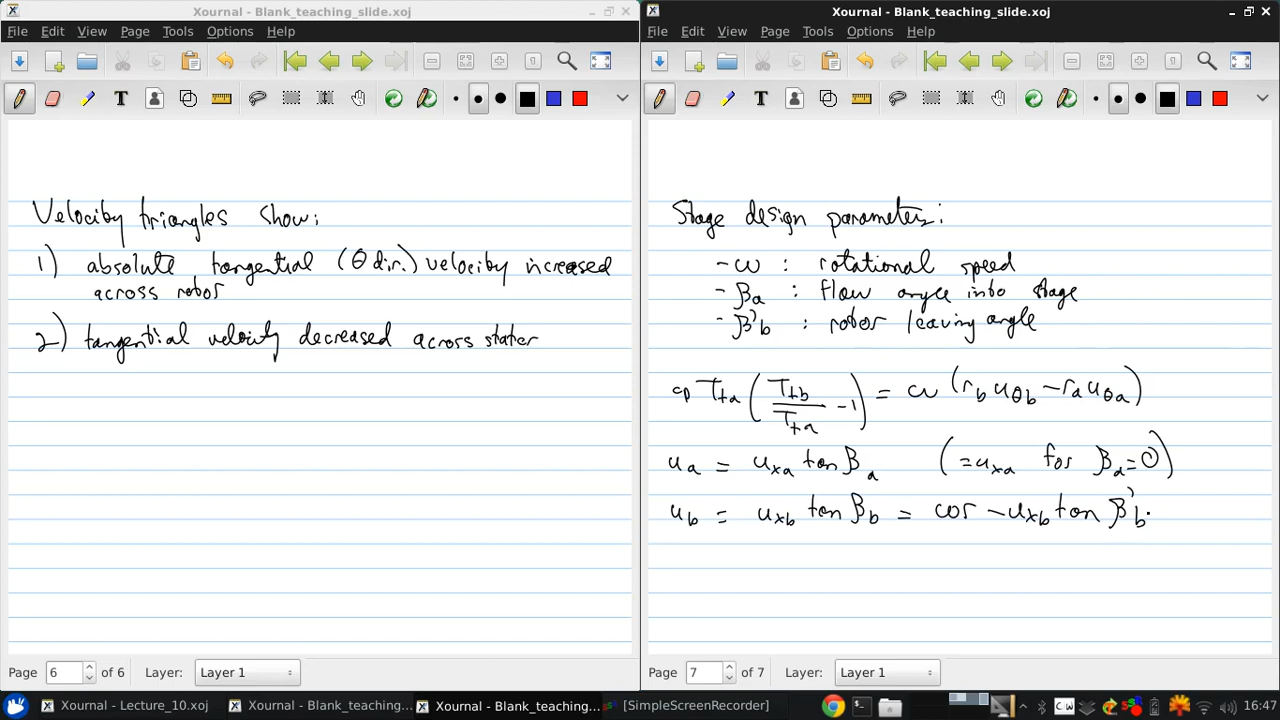 Xournal - Blank_teaching_slide.xoj
File Edit View Page Tools Options Help
Velocity triangles show:
1) absolute tangential (θ dir.) velocity increased
across rotor
2) tangential velocity decreased across stator
Page 6 of 6 Layer: Layer 1
Xournal - Blank_teaching_slide.xoj
File Edit View Page Tools Options Help
Stage design parameters:
- ω : rotational speed
- βa : flow angle into stage
- β'b : rotor leaving angle
cp Tta (Ttb/Tta - 1) = ω (rb uθb - ra uθa)
ua = uxa tan βa (= uxa for βa = 0)
ub = uxb tan βb = ωr - uxb tan β'b.
Page 7 of 7 Layer: Layer 1
Xournal - Lecture_10.xoj Xournal - Blank_teaching... Xournal - Blank_teaching... [SimpleScreenRecorder] 16:47